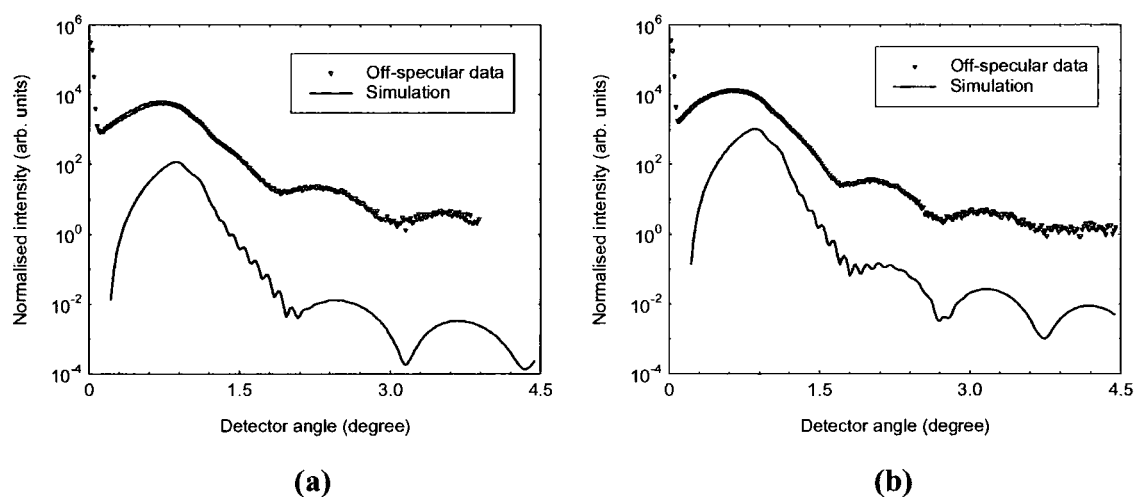 10^6
10^4
10^2
10^0
10^-2
10^-4
Normalised intensity (arb. units)
Off-specular data
Simulation
0 1.5 3.0 4.5
Detector angle (degree)
(a)
10^6
10^4
10^2
10^0
10^-2
10^-4
Normalised intensity (arb. units)
Off-specular data
Simulation
0 1.5 3.0 4.5
Detector angle (degree)
(b)